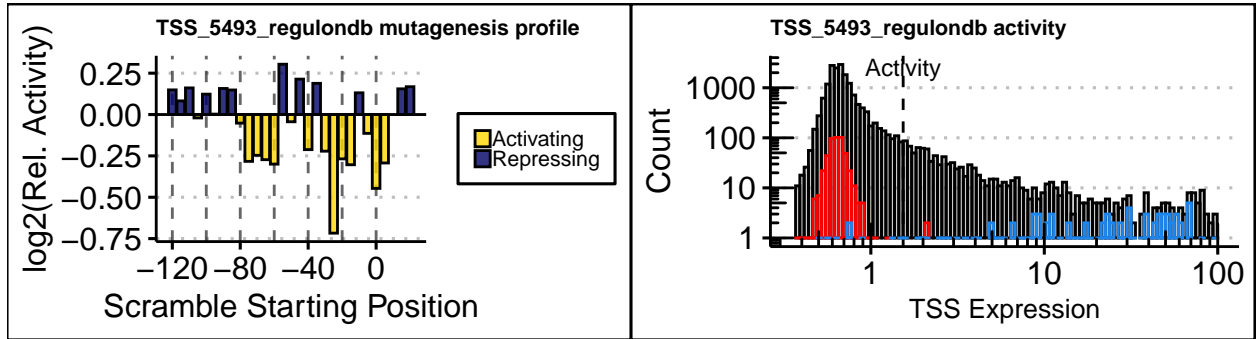 TSS_5493_regulondb mutagenesis profile
log2(Rel. Activity)
0.25
0.00
−0.25
−0.50
−0.75
−120 −80 −40 0
Scramble Starting Position
Activating
Repressing
TSS_5493_regulondb activity
Activity
Count
1000
100
10
1
1 10 100
TSS Expression